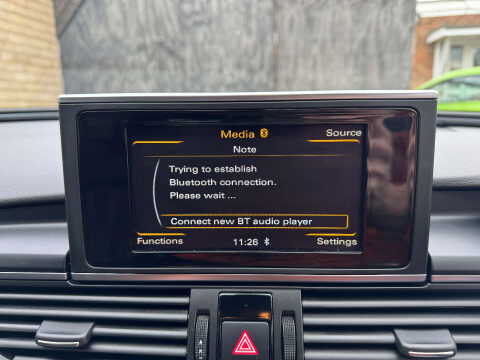 Media
Source
Note
Trying to establish
Bluetooth connection.
Please wait ...
Connect new BT audio player
Functions
11:26
Settings